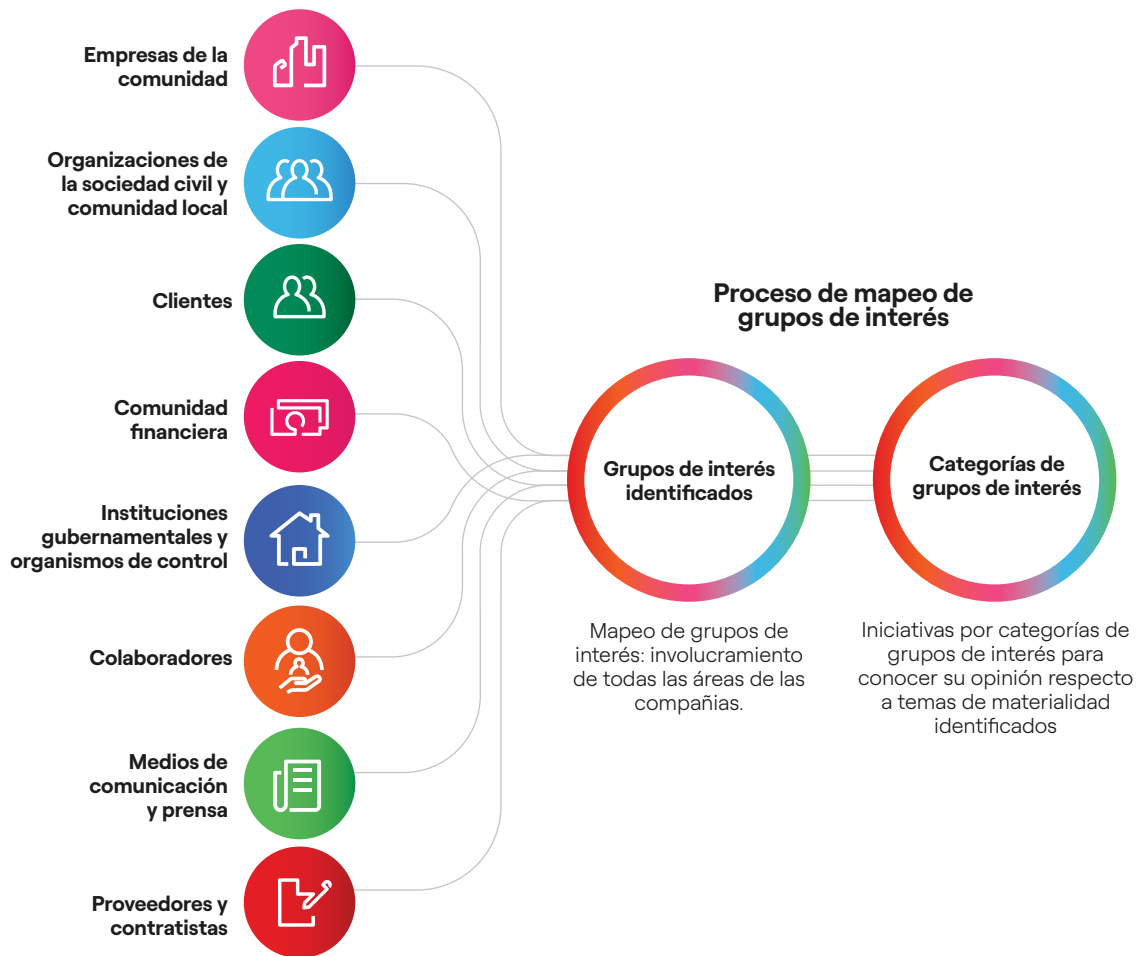 Empresas de la
comunidad
Organizaciones de
la sociedad civil y
comunidad local
Clientes
Comunidad
financiera
Instituciones
gubernamentales y
organismos de control
Colaboradores
Medios de
comunicación
y prensa
Proveedores y
contratistas
Proceso de mapeo de
grupos de interés
Grupos de interés
identificados
Mapeo de grupos de
interés: involucramiento
de todas las áreas de las
compañias.
Categorías de
grupos de interés
Iniciativas por categorías de
grupos de interés para
conocer su opinión respecto
a temas de materialidad
identificados